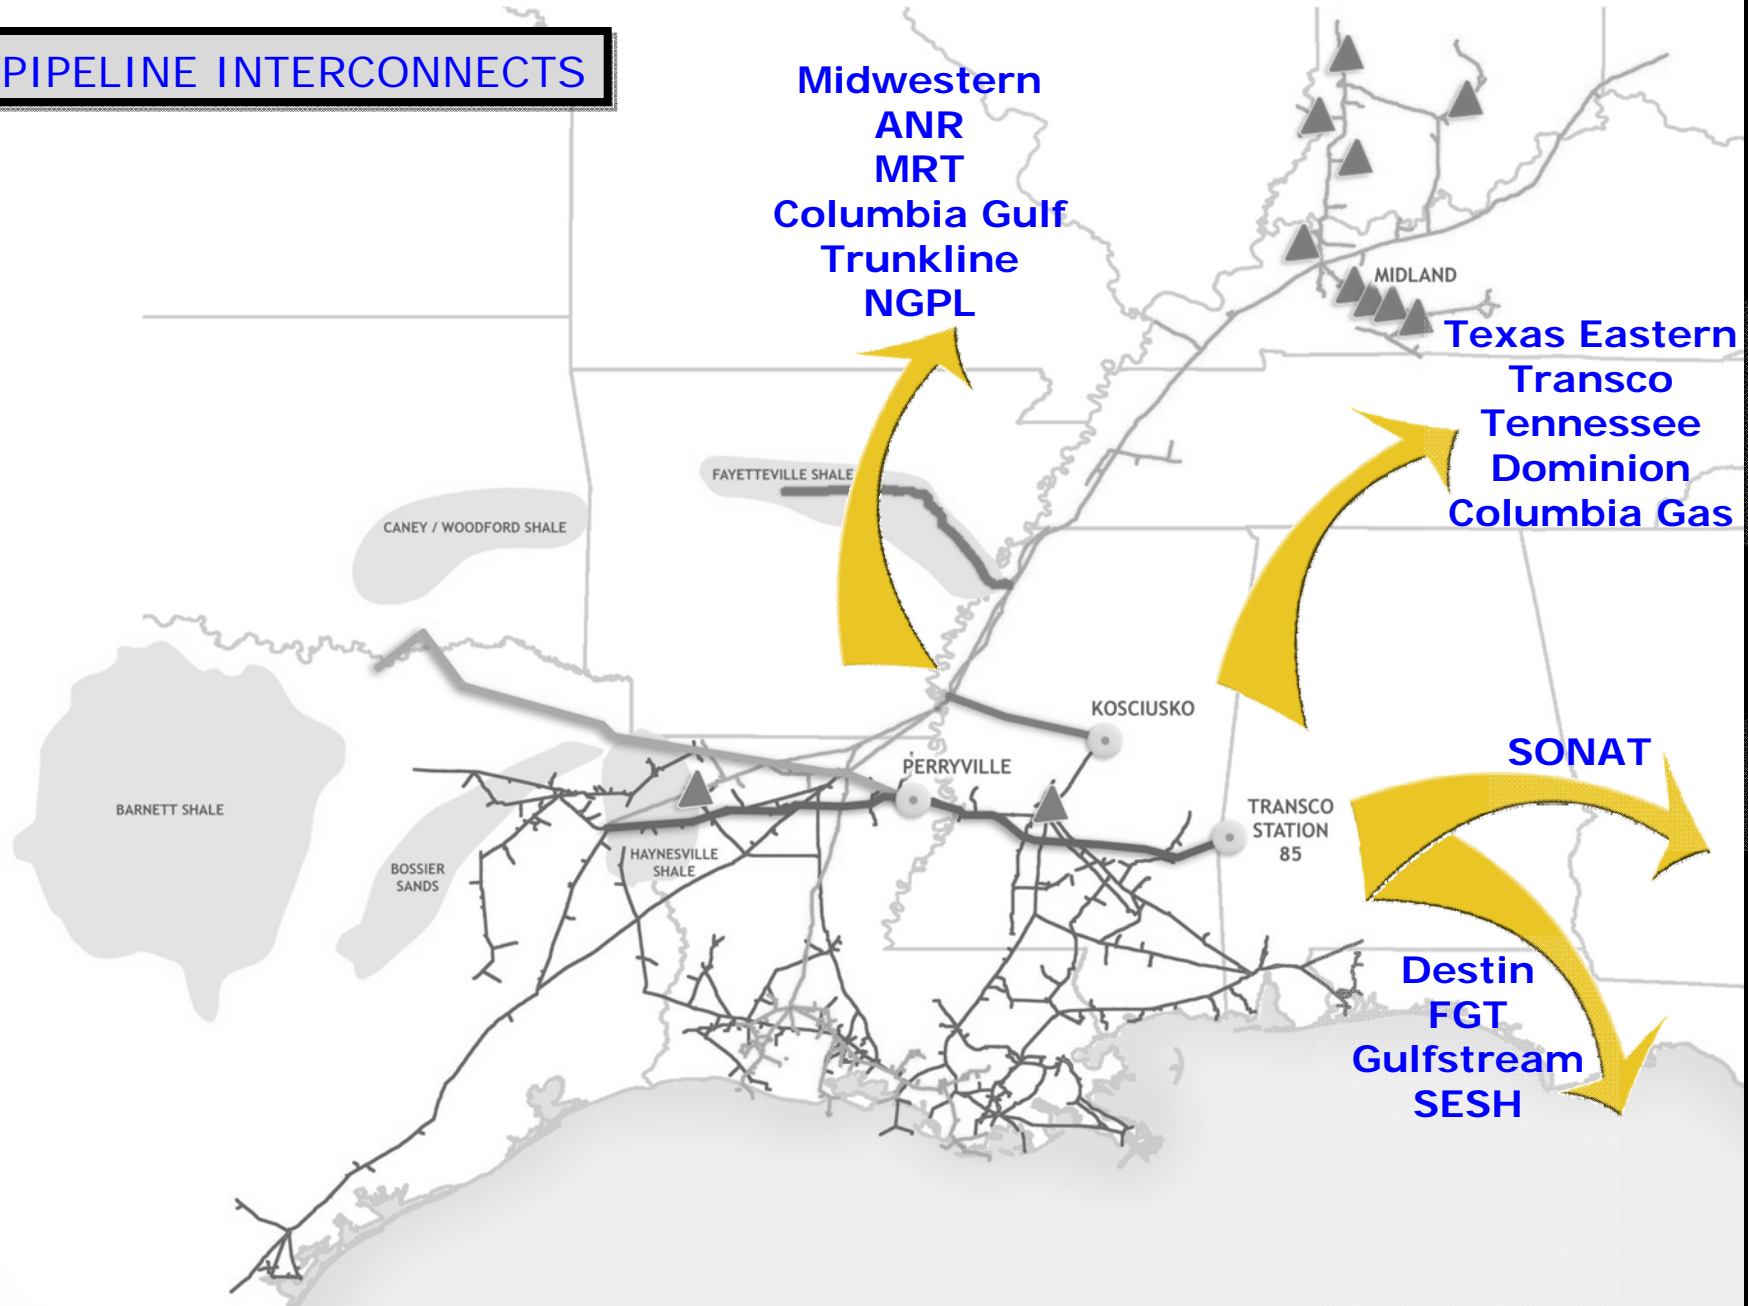 PIPELINE INTERCONNECTS
Midwestern
ANR
MRT
Columbia Gulf
Trunkline
NGPL
MIDLAND
Texas Eastern
Transco
Tennessee
Dominion
Columbia Gas
FAYETTEVILLE SHALE
CANEY / WOODFORD SHALE
KOSCIUSKO
PERRYVILLE
SONAT
BARNETT SHALE
TRANSCO
STATION
85
HAYNESVILLE
SHALE
BOSSIER
SANDS
Destin
FGT
Gulfstream
SESH